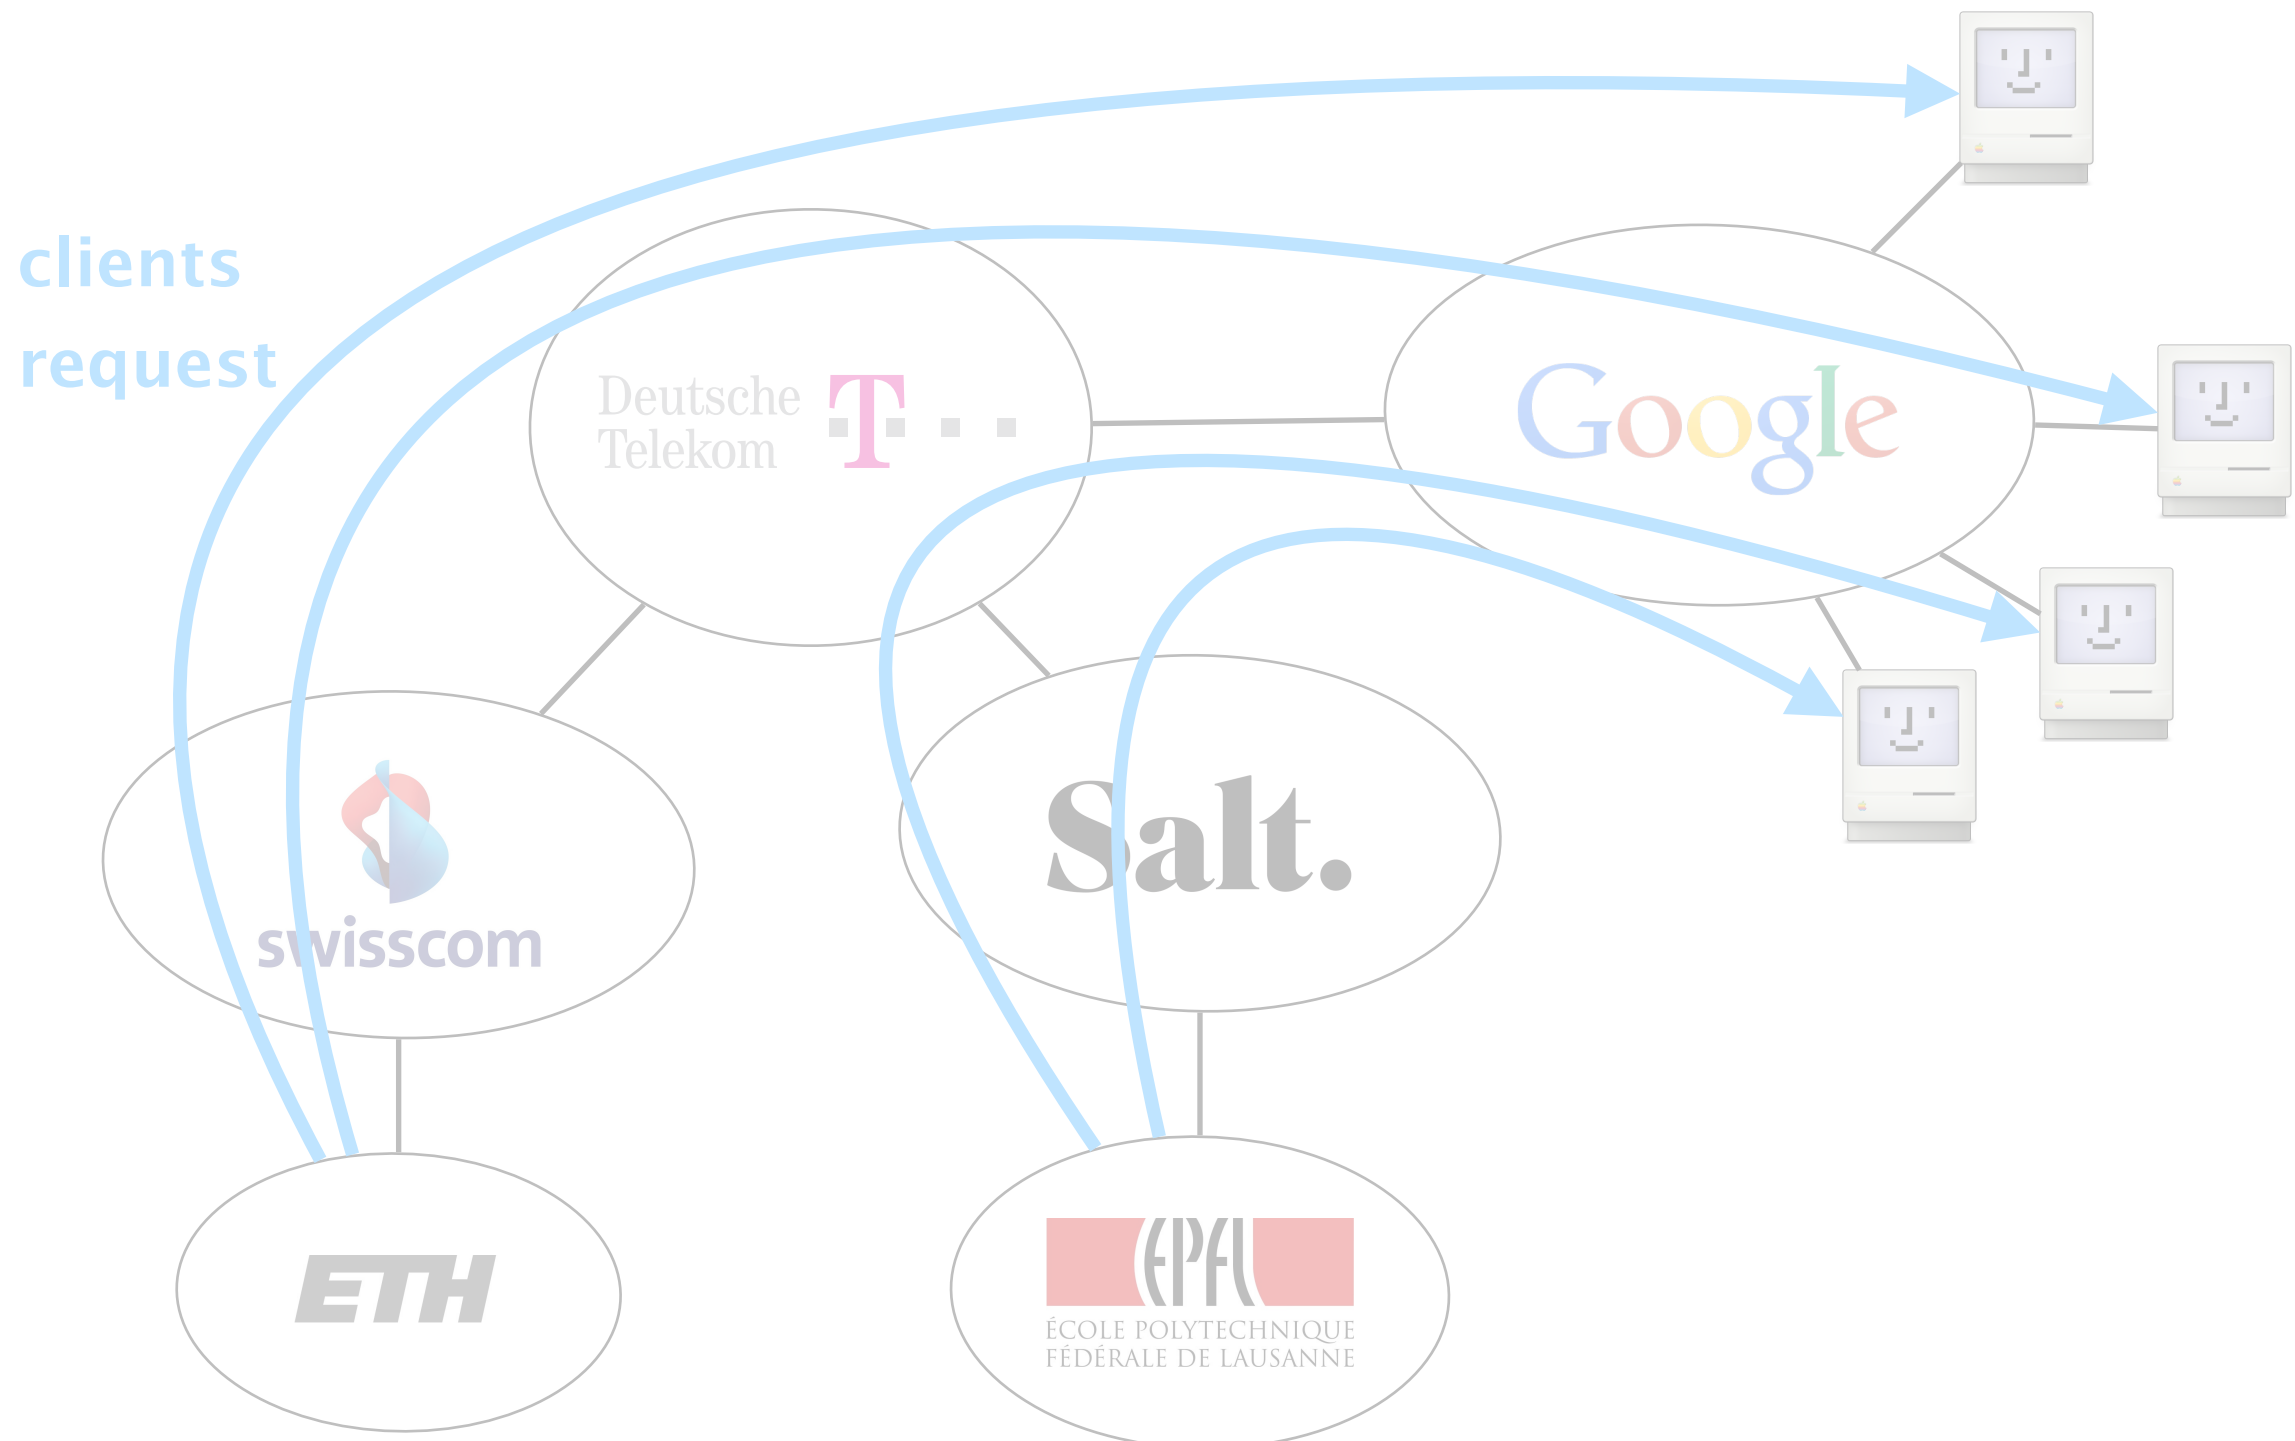 clients
request
Deutsche
Telekom
T
Google
swisscom
Salt.
ETH
EPFL
ÉCOLE POLYTECHNIQUE
FÉDÉRALE DE LAUSANNE